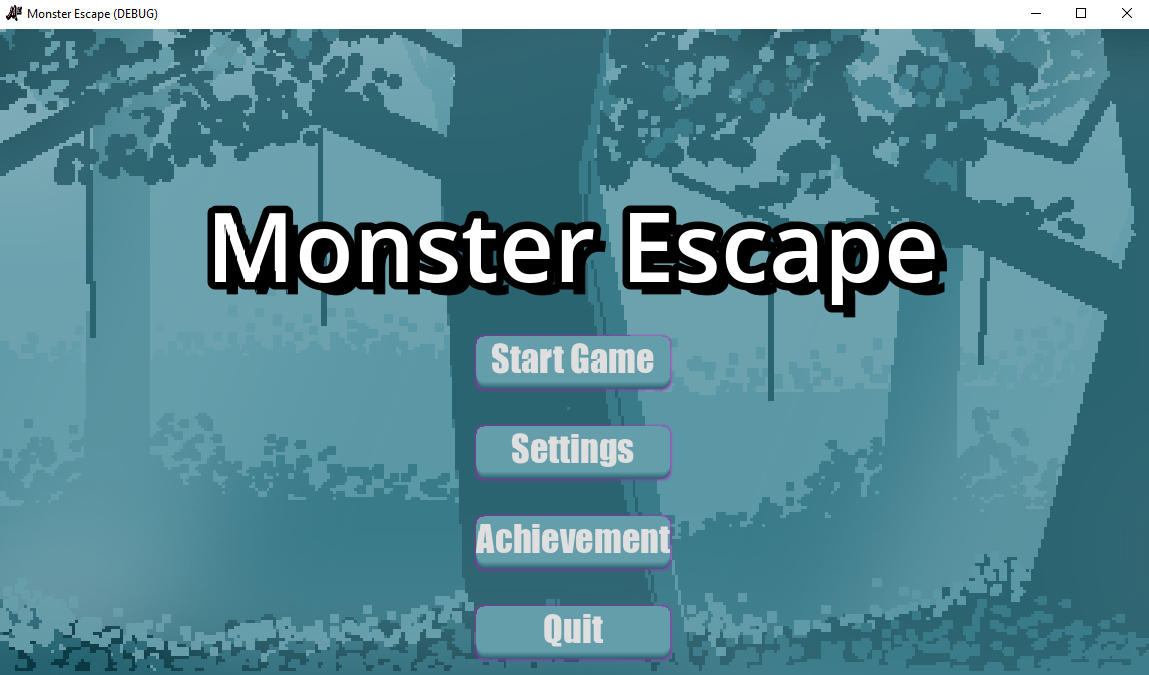 Monster Escape (DEBUG)
Monster Escape
Start Game
Settings
Achievement
Quit